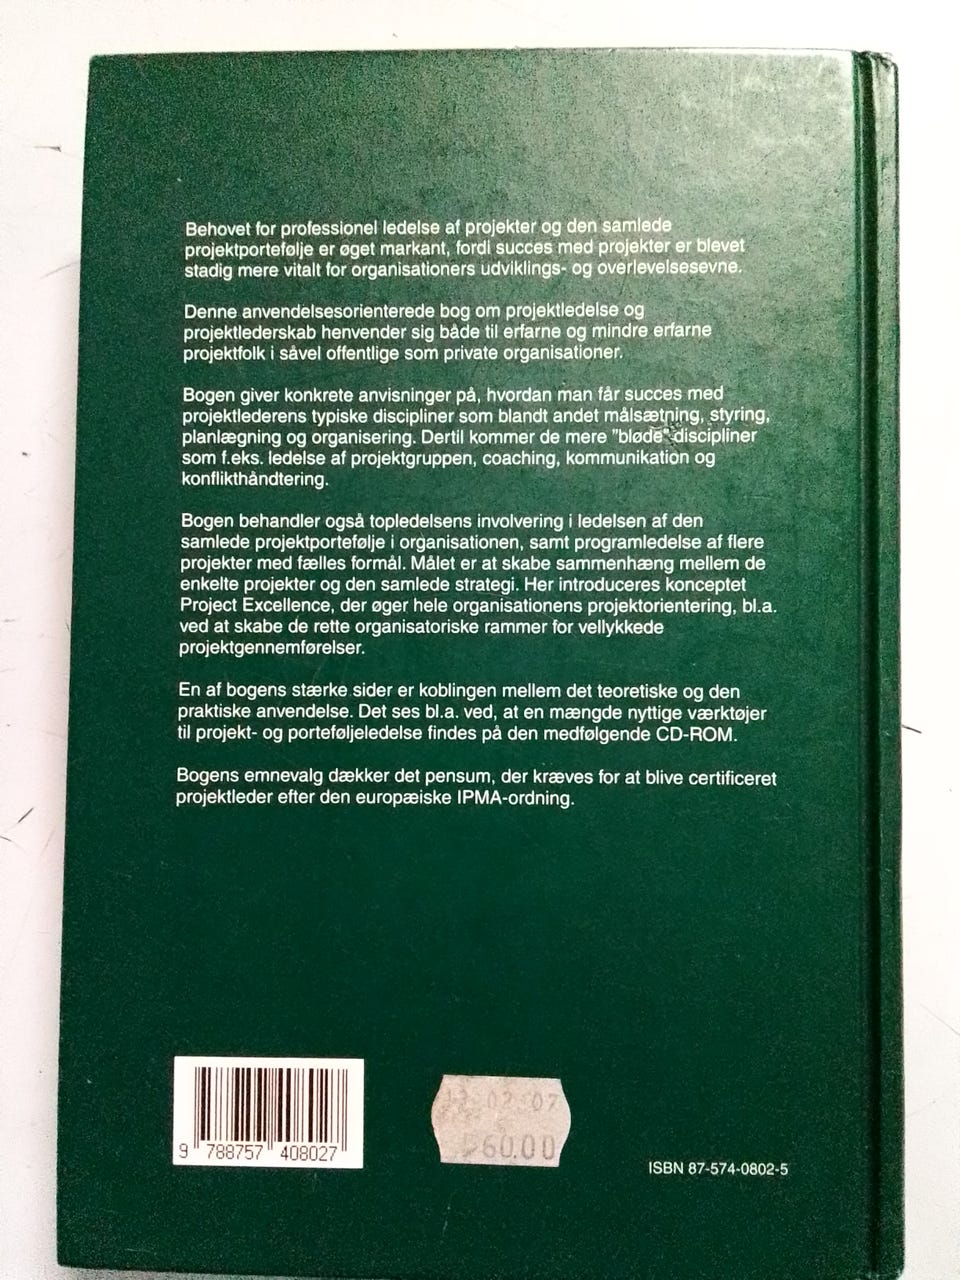 Behovet for professionel ledelse af projekter og den samlede
projektportefølje er øget markant, fordi succes med projekter er blevet
stadig mere vitalt for organisationers udviklings- og overlevelsesevne.
Denne anvendelsesorienterede bog om projektledelse og
projektlederskab henvender sig både til erfarne og mindre erfarne
projektfolk i såvel offentlige som private organisationer.
Bogen giver konkrete anvisninger på, hvordan man får succes med
projektlederens typiske discipliner som blandt andet målsætning, styring,
planlægning og organisering. Dertil kommer de mere "bløde" discipliner
som f.eks. ledelse af projektgruppen, coaching, kommunikation og
konflikthåndtering.
Bogen behandler også topledelsens involvering i ledelsen af den
samlede projektportefølje i organisationen, samt programledelse af flere
projekter med fælles formål. Målet er at skabe sammenhæng mellem de
enkelte projekter og den samlede strategi. Her introduceres konceptet
Project Excellence, der øger hele organisationens projektorientering, bl.a.
ved at skabe de rette organisatoriske rammer for vellykkede
projektgennemførelser.
En af bogens stærke sider er koblingen mellem det teoretiske og den
praktiske anvendelse. Det ses bl.a. ved, at en mængde nyttige værktøjer
til projekt- og porteføljeledelse findes på den medfølgende CD-ROM.
Bogens emnevalg dækker det pensum, der kræves for at blive certificeret
projektleder efter den europæiske IPMA-ordning.
9 788757 408027
02 07
60.00
ISBN 87-574-0802-5